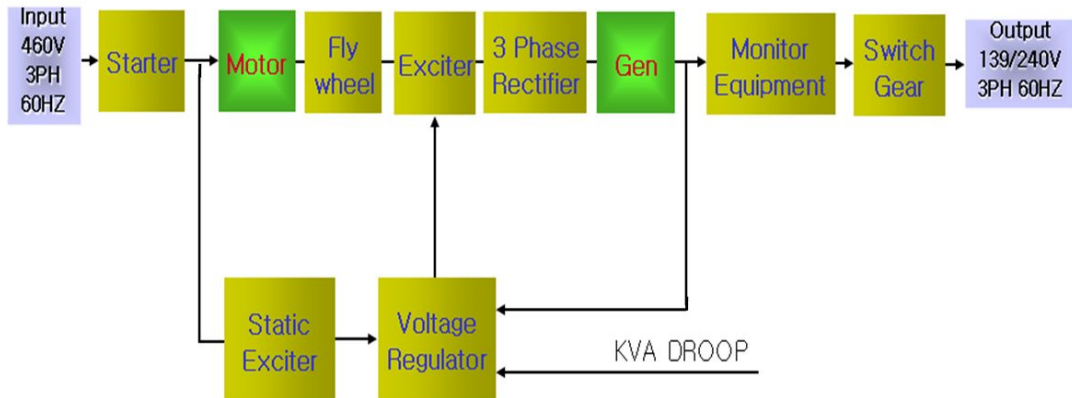 Input
460V
3PH
60HZ
Starter
Motor
Fly
wheel
Exciter
3 Phase
Rectifier
Gen
Monitor
Equipment
Switch
Gear
Output
139/240V
3PH 60HZ
Static
Exciter
Voltage
Regulator
KVA DROOP